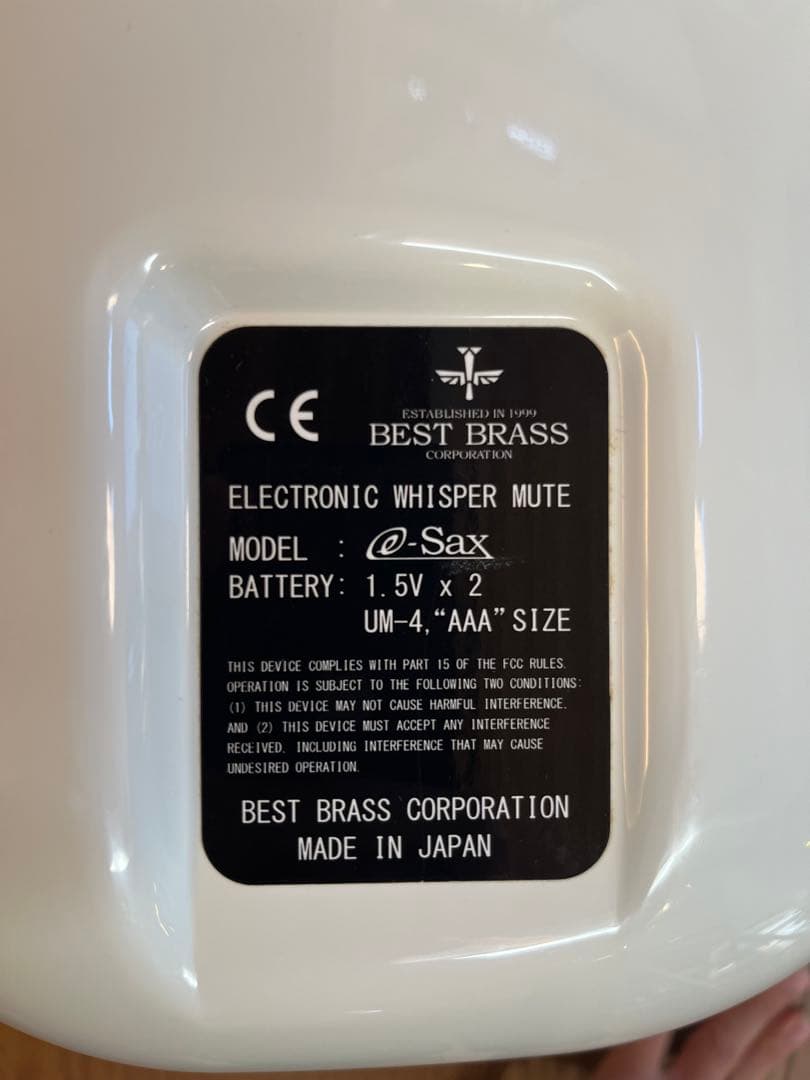 CE
ESTABLISHED IN 1999
BEST BRASS
CORPORATION
ELECTRONIC WHISPER MUTE
MODEL : e-Sax
BATTERY: 1.5V x 2
UM-4,“AAA” SIZE
THIS DEVICE COMPLIES WITH PART 15 OF THE FCC RULES.
OPERATION IS SUBJECT TO THE FOLLOWING TWO CONDITIONS:
(1) THIS DEVICE MAY NOT CAUSE HARMFUL INTERFERENCE.
AND (2) THIS DEVICE MUST ACCEPT ANY INTERFERENCE
RECEIVED. INCLUDING INTERFERENCE THAT MAY CAUSE
UNDESIRED OPERATION.
BEST BRASS CORPORATION
MADE IN JAPAN